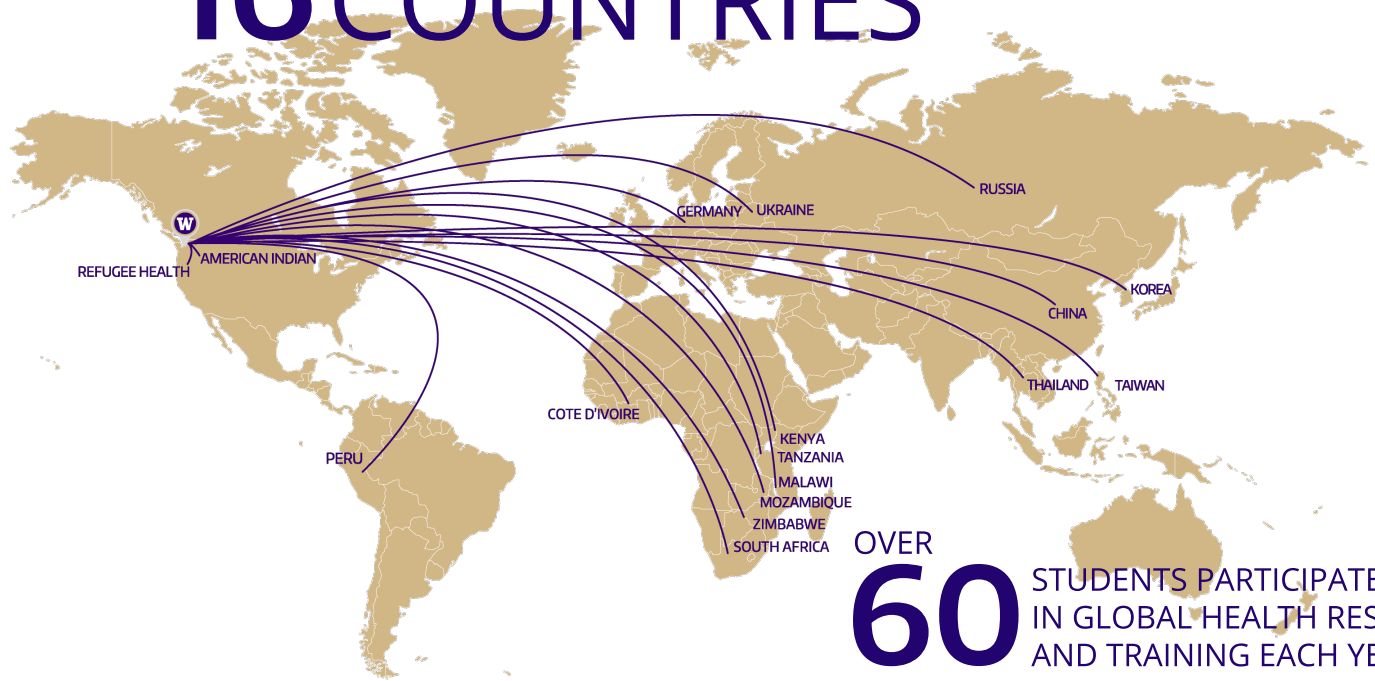 16 COUNTRIES
RUSSIA
GERMANY
UKRAINE
W
AMERICAN INDIAN
REFUGEE HEALTH
KOREA
CHINA
THAILAND
TAIWAN
COTE D'IVOIRE
KENYA
TANZANIA
PERU
MALAWI
MOZAMBIQUE
ZIMBABWE
SOUTH AFRICA
OVER
60
STUDENTS PARTICIPATE
IN GLOBAL HEALTH RES
AND TRAINING EACH YE